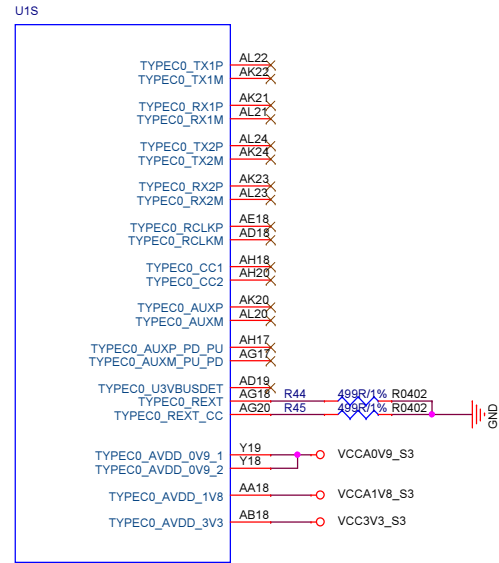 U1S
TYPEC0_TX1P AL22
TYPEC0_TX1M AK22
TYPEC0_RX1P AK21
TYPEC0_RX1M AL21
TYPEC0_TX2P AL24
TYPEC0_TX2M AK24
TYPEC0_RX2P AK23
TYPEC0_RX2M AL23
TYPEC0_RCLKP AE18
TYPEC0_RCLKM AD18
TYPEC0_CC1 AH18
TYPEC0_CC2 AH20
TYPEC0_AUXP AK20
TYPEC0_AUXM AL20
TYPEC0_AUXP_PD_PU AH17
TYPEC0_AUXM_PU_PD AG17
TYPEC0_U3VBUSDET AD19
TYPEC0_REXT AG18 R44 499R/1% R0402
TYPEC0_REXT_CC AG20 R45 499R/1% R0402
GND
TYPEC0_AVDD_0V9_1 Y19 VCCA0V9_S3
TYPEC0_AVDD_0V9_2 Y18
TYPEC0_AVDD_1V8 AA18 VCCA1V8_S3
TYPEC0_AVDD_3V3 AB18 VCC3V3_S3